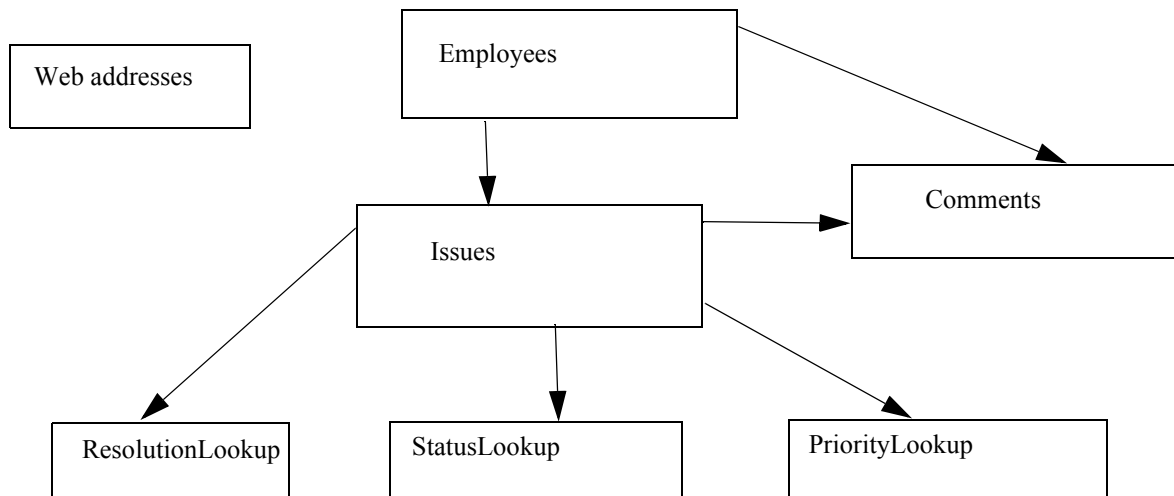 Employees
Web addresses
Comments
Issues
ResolutionLookup
StatusLookup
PriorityLookup